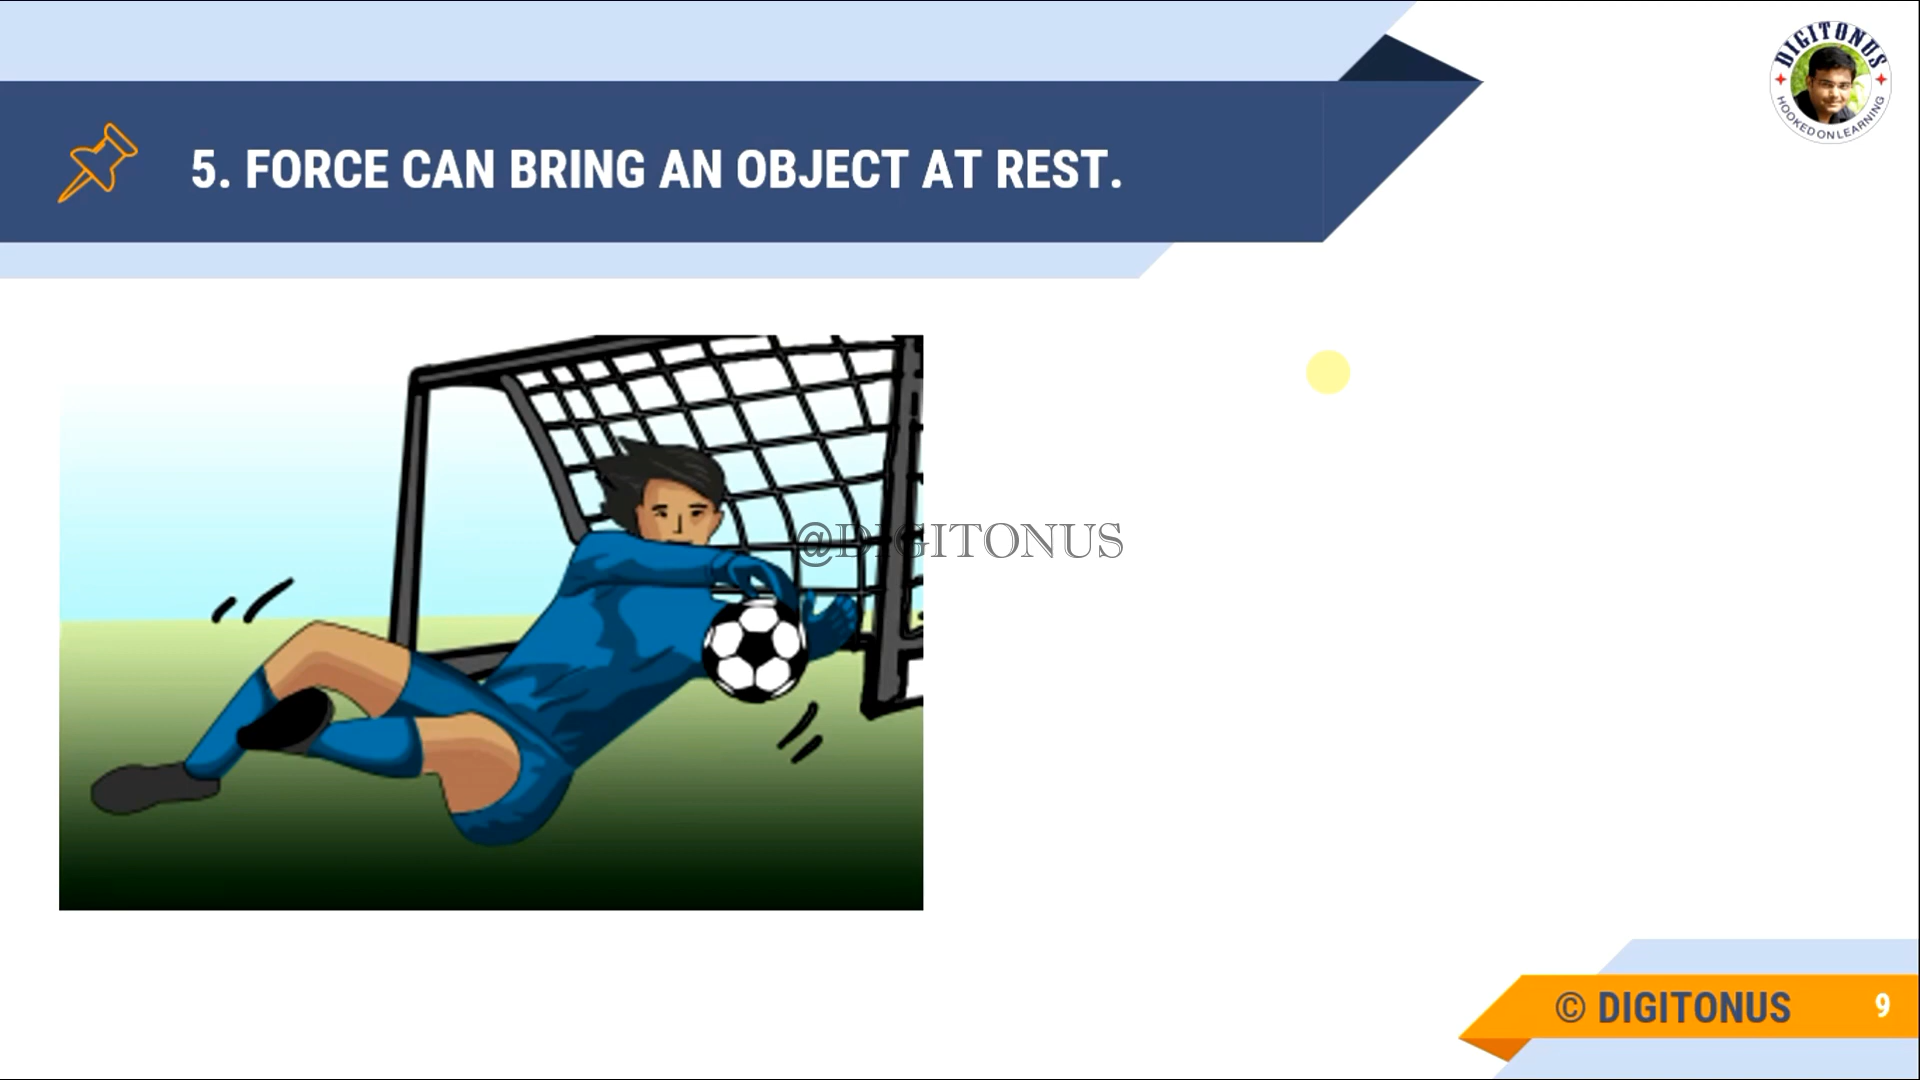 DIGITONUS
HOOKED ON LEARNING
5. FORCE CAN BRING AN OBJECT AT REST.
@DIGITONUS
© DIGITONUS
9